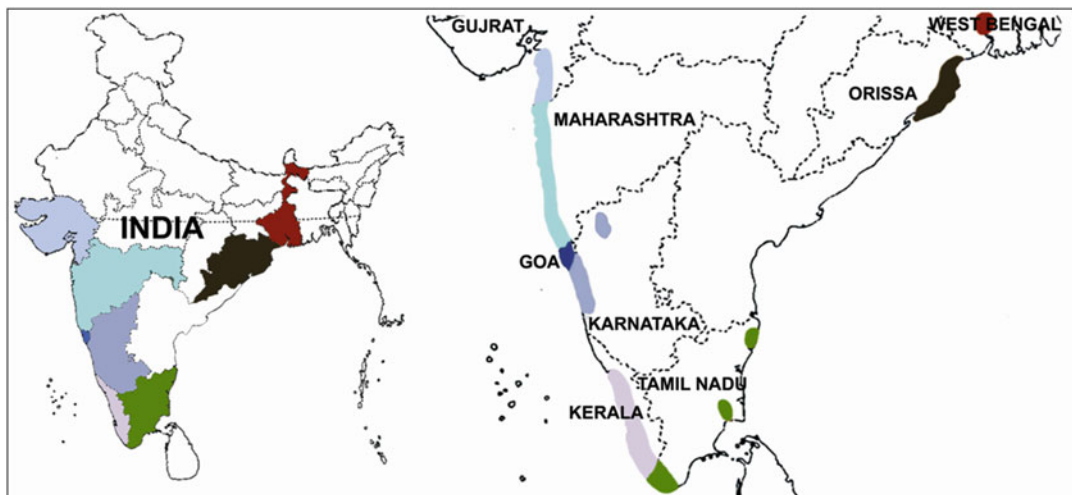 INDIA
GUJRAT
WEST BENGAL
ORISSA
MAHARASHTRA
GOA
KARNATAKA
TAMIL NADU
KERALA